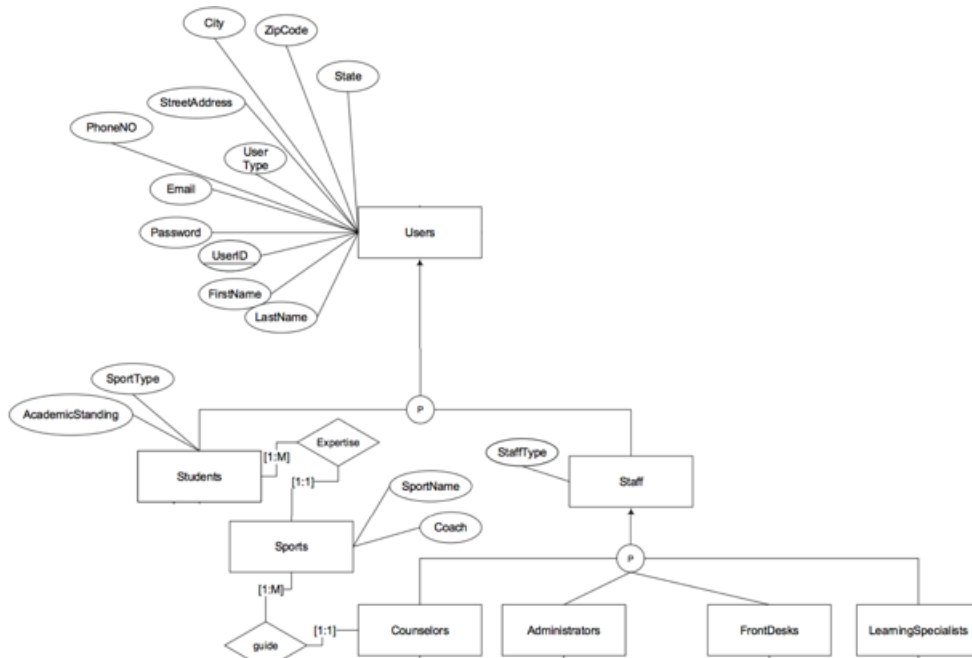 City
ZipCode
State
StreetAddress
PhoneNO
User
Type
Email
Users
Password
UserID
FirstName
LastName
P
SportType
AcademicStanding
Expertise
[1:M]
Students
StaffType
Staff
[1:1]
SportName
Coach
Sports
P
[1:M]
[1:1]
guide
Counselors
Administrators
FrontDesks
LearningSpecialists